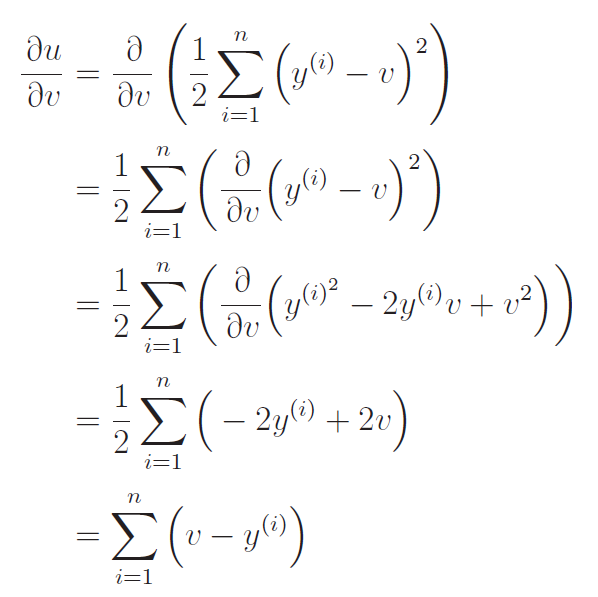 ∂u/∂v = ∂/∂v ( 1/2 ∑_{i=1}^{n} ( y^{(i)} − v )^2 )
= 1/2 ∑_{i=1}^{n} ( ∂/∂v ( y^{(i)} − v )^2 )
= 1/2 ∑_{i=1}^{n} ( ∂/∂v ( y^{(i)^2} − 2y^{(i)}v + v^2 ) )
= 1/2 ∑_{i=1}^{n} ( − 2y^{(i)} + 2v )
= ∑_{i=1}^{n} ( v − y^{(i)} )